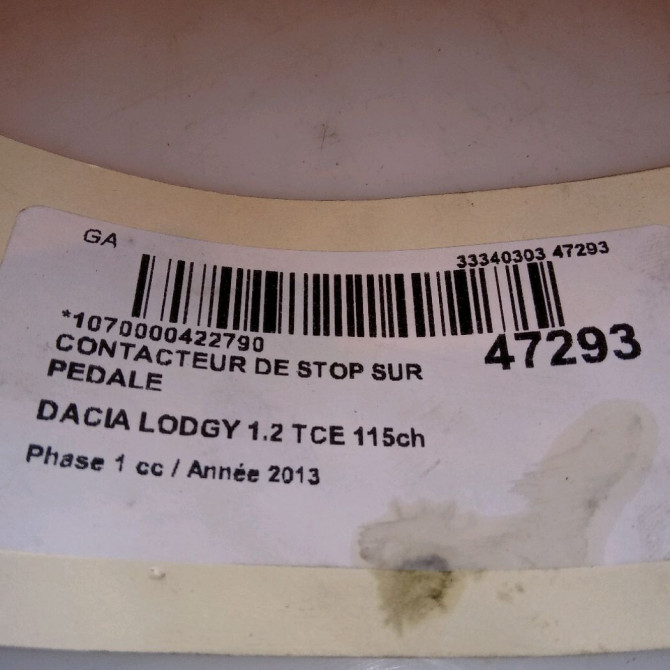 GA
33340303 47293
*1070000422790
47293
CONTACTEUR DE STOP SUR
PEDALE
DACIA LODGY 1.2 TCE 115ch
Phase 1 cc / Année 2013